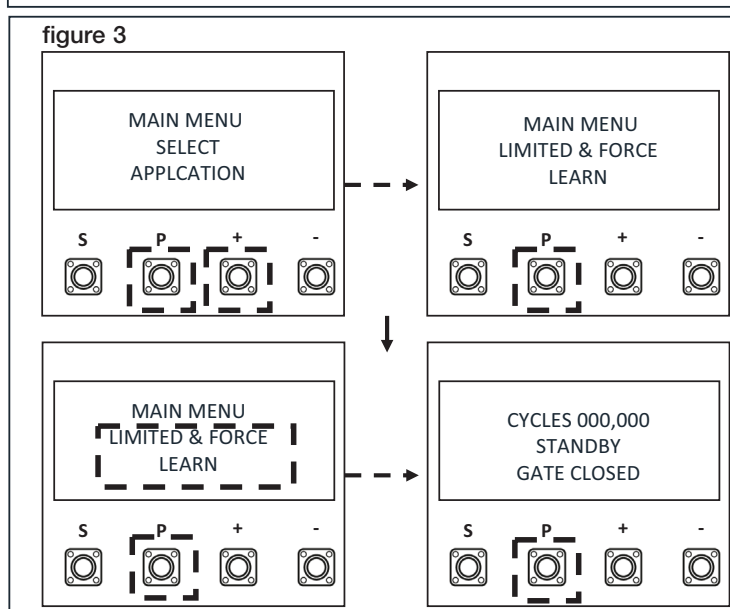 figure 3
MAIN MENU
SELECT
APPLCATION
S P + -
MAIN MENU
LIMITED & FORCE
LEARN
S P + -
MAIN MENU
LIMITED & FORCE
LEARN
S P + -
CYCLES 000,000
STANDBY
GATE CLOSED
S P + -